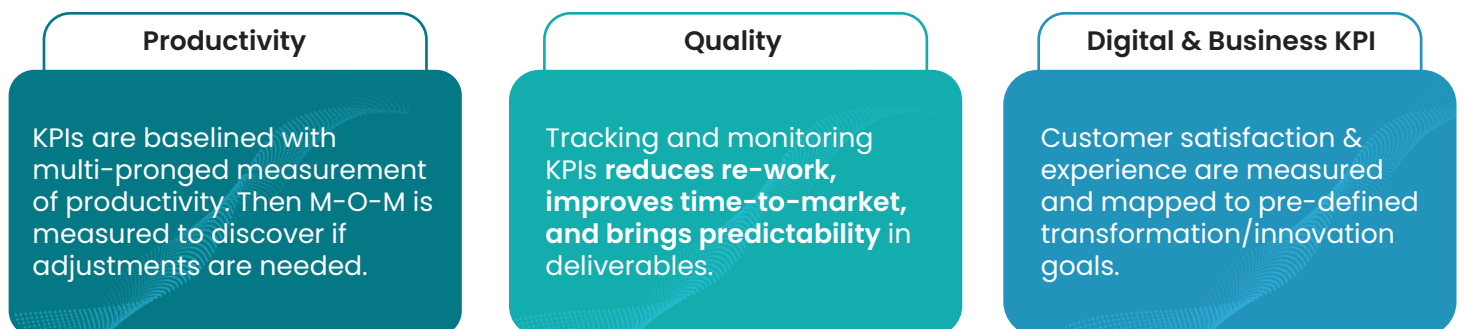 Productivity
KPIs are baselined with
multi-pronged measurement
of productivity. Then M-O-M is
measured to discover if
adjustments are needed.
Quality
Tracking and monitoring
KPIs reduces re-work,
improves time-to-market,
and brings predictability in
deliverables.
Digital & Business KPI
Customer satisfaction &
experience are measured
and mapped to pre-defined
transformation/innovation
goals.